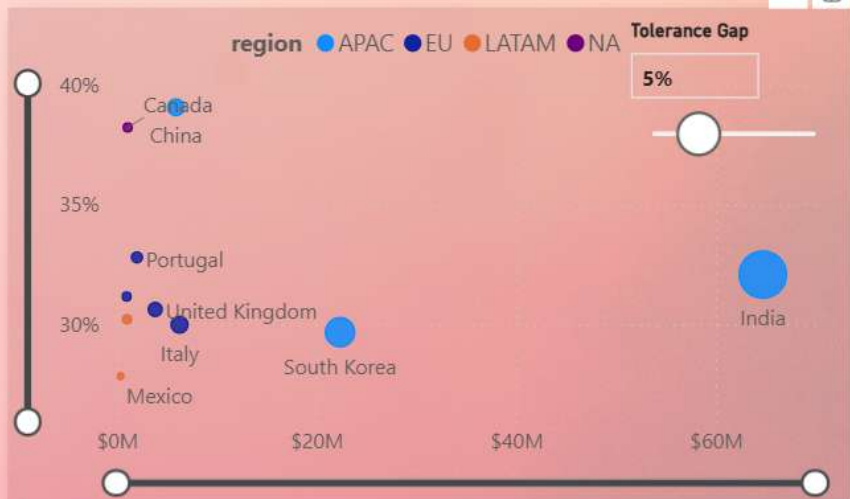 region APAC EU LATAM NA
Tolerance Gap
5%
40%
Canada
China
35%
Portugal
30%
United Kingdom
Italy
South Korea
India
Mexico
$0M $20M $40M $60M